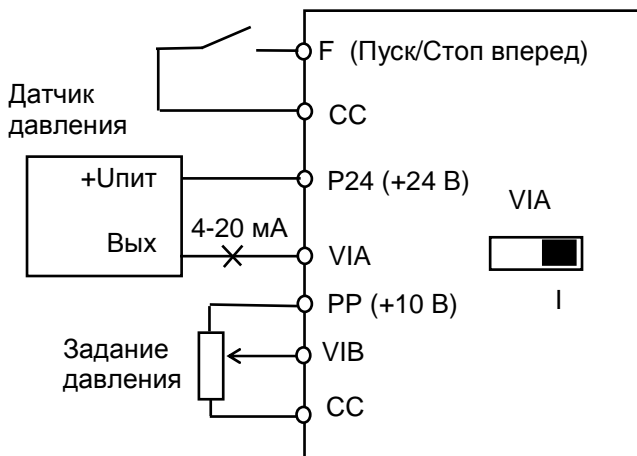 F (Пуск/Стоп вперед)
Датчик
давления
CC
+Uпит
P24 (+24 В)
VIA
Вых
4-20 мА
VIA
I
PP (+10 В)
Задание
давления
VIB
CC